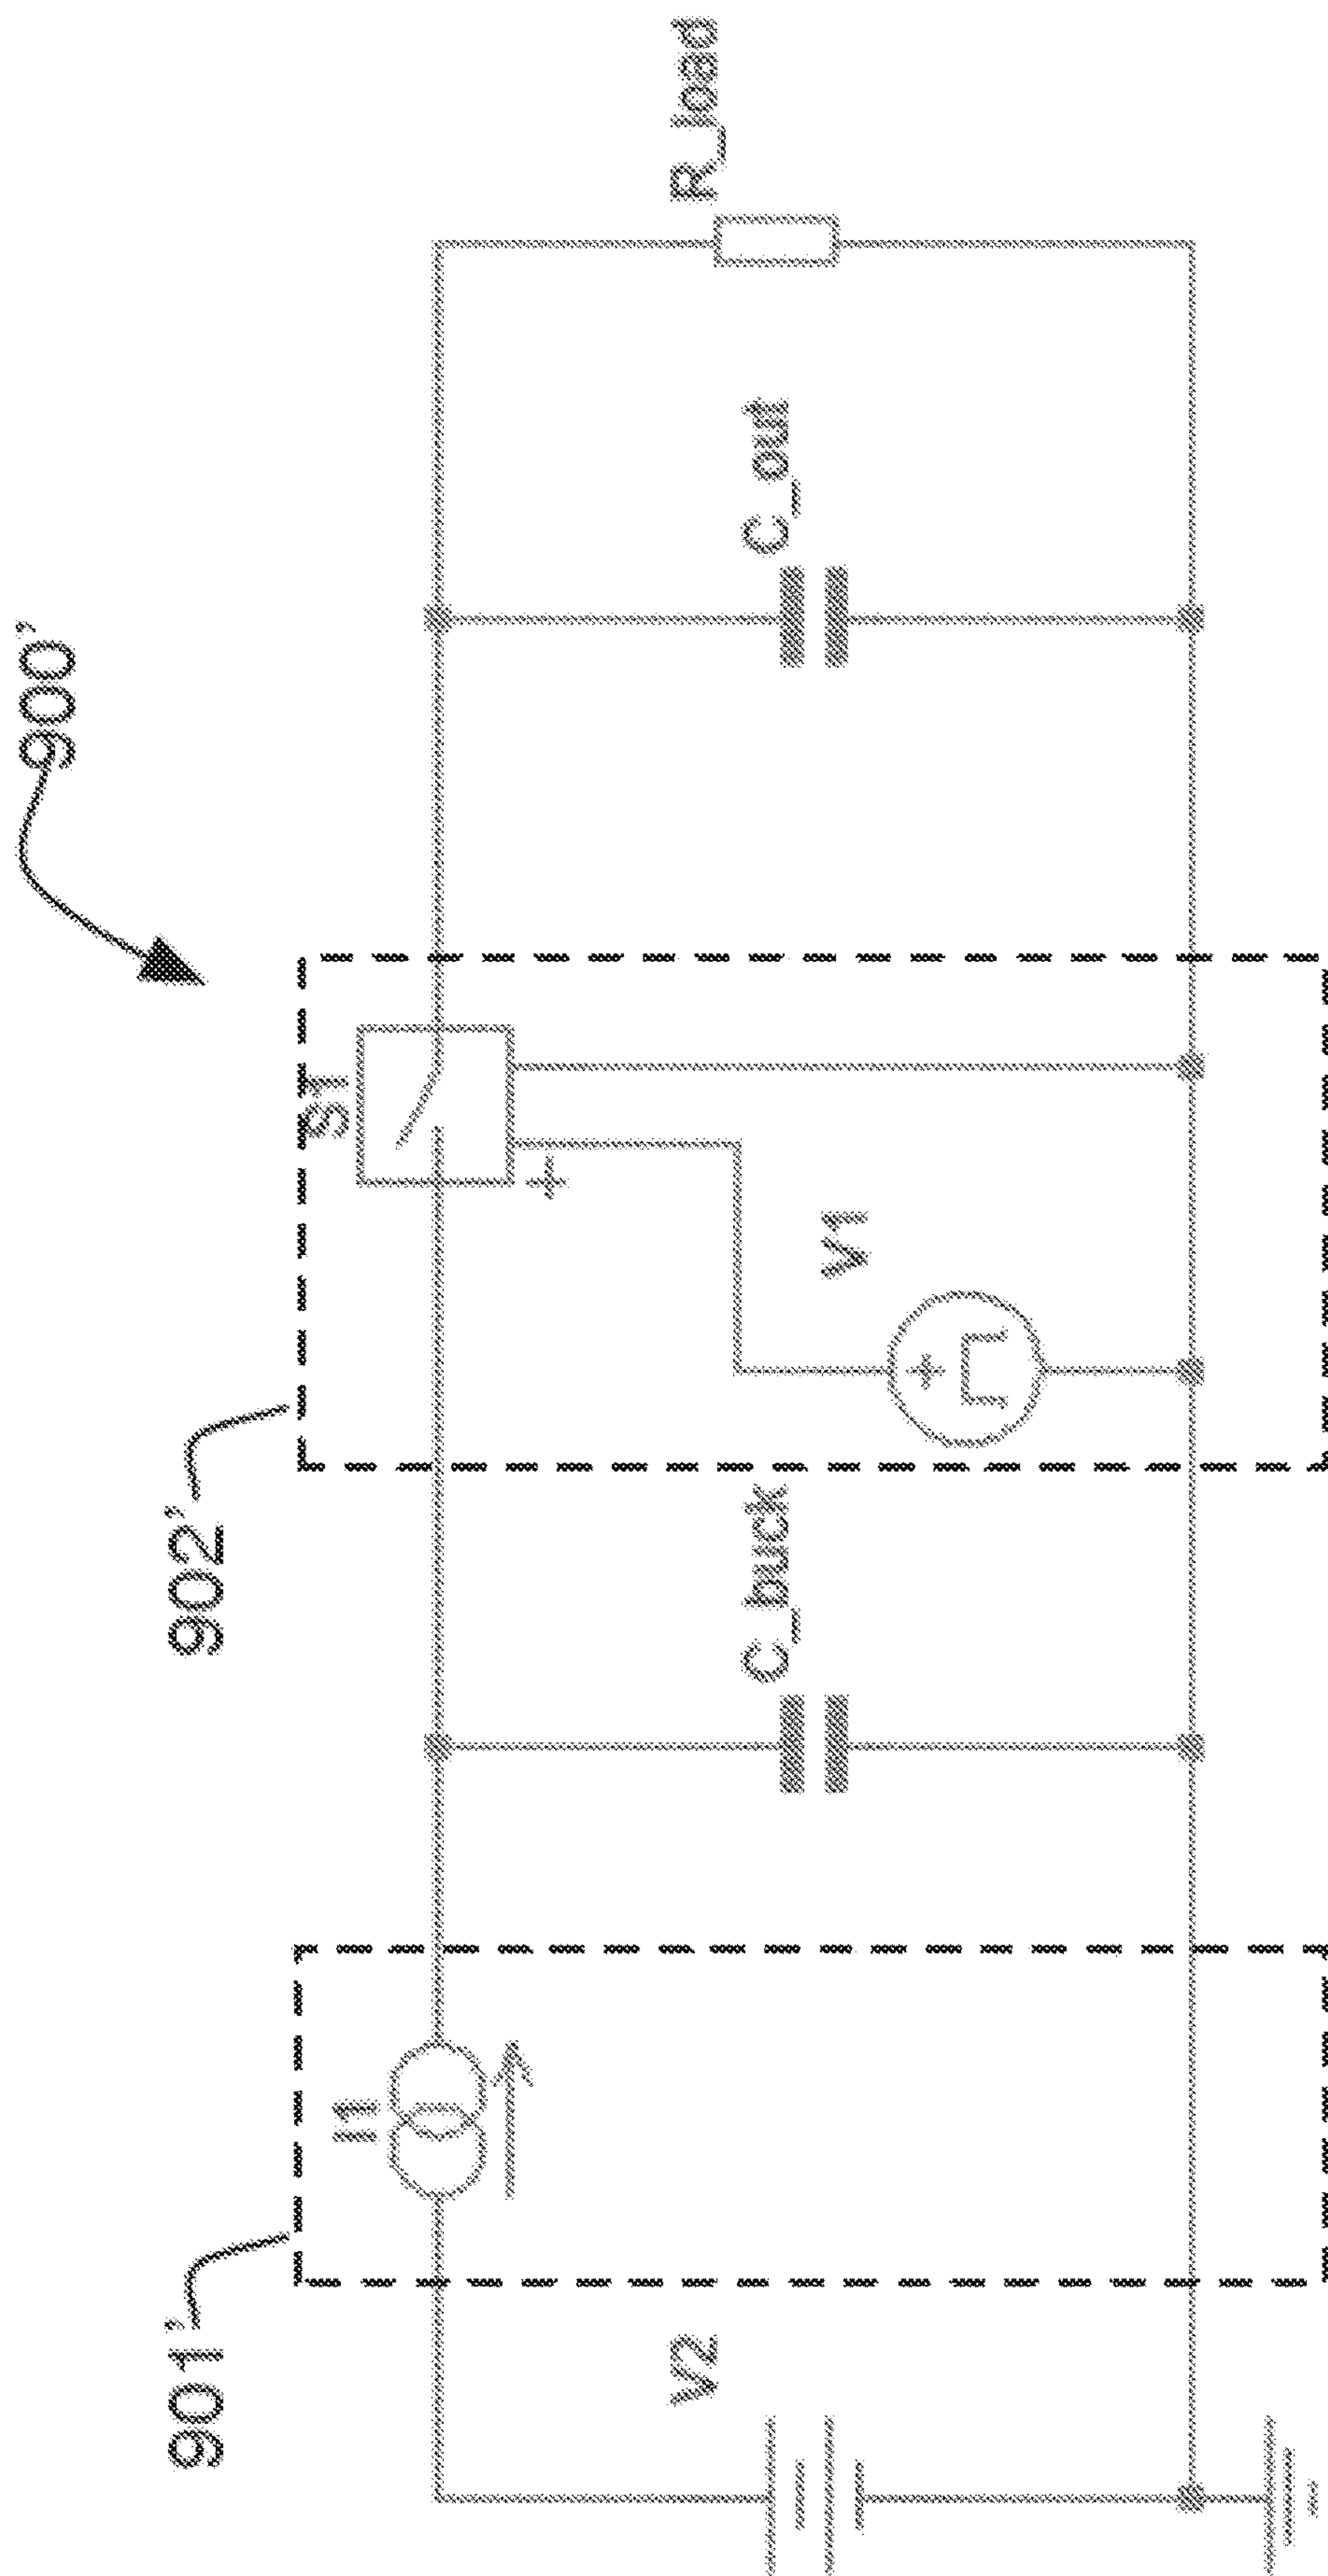 900’
901’
902’
I1
S1
V2
C_buck
V1
+
+
C_out
R_load